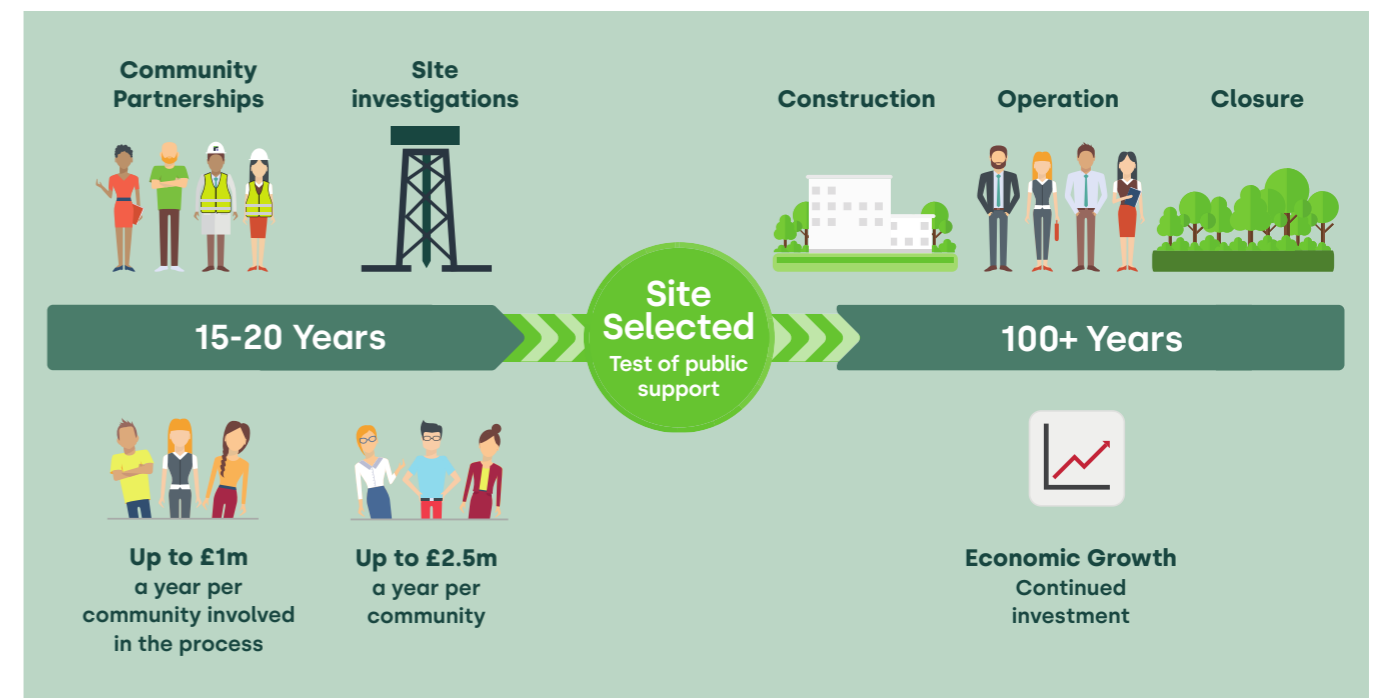 Community
Partnerships
SIte
investigations
Construction
Operation
Closure
15-20 Years
Site
Selected
Test of public
support
100+ Years
Up to £1m
a year per
community involved
in the process
Up to £2.5m
a year per
community
Economic Growth
Continued
investment